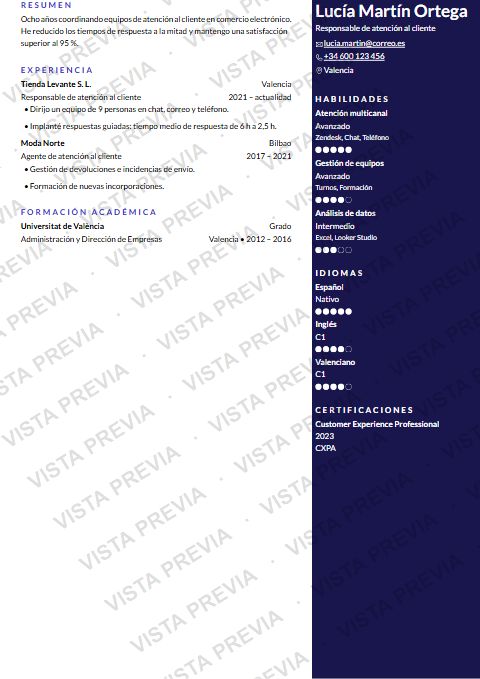 RESUMEN
Ocho años coordinando equipos de atención al cliente en comercio electrónico.
He reducido los tiempos de respuesta a la mitad y mantengo una satisfacción
superior al 95 %.
EXPERIENCIA
Tienda Levante S. L. Valencia
Responsable de atención al cliente 2021 – actualidad
• Dirijo un equipo de 9 personas en chat, correo y teléfono.
• Implanté respuestas guiadas; tiempo medio de respuesta de 6 h a 2,5 h.
Moda Norte Bilbao
Agente de atención al cliente 2017 – 2021
• Gestión de devoluciones e incidencias de envío.
• Formación de nuevas incorporaciones.
FORMACIÓN ACADÉMICA
Universitat de València Grado
Administración y Dirección de Empresas Valencia • 2012 – 2016
Lucía Martín Ortega
Responsable de atención al cliente
lucia.martin@correo.es
+34 600 123 456
Valencia
HABILIDADES
Atención multicanal
Avanzado
Zendesk, Chat, Teléfono
Gestión de equipos
Avanzado
Turnos, Formación
Análisis de datos
Intermedio
Excel, Looker Studio
IDIOMAS
Español
Nativo
Inglés
C1
Valenciano
C1
CERTIFICACIONES
Customer Experience Professional
2023
CXPA
VISTA PREVIA · VISTA PREVIA · VISTA PREVIA